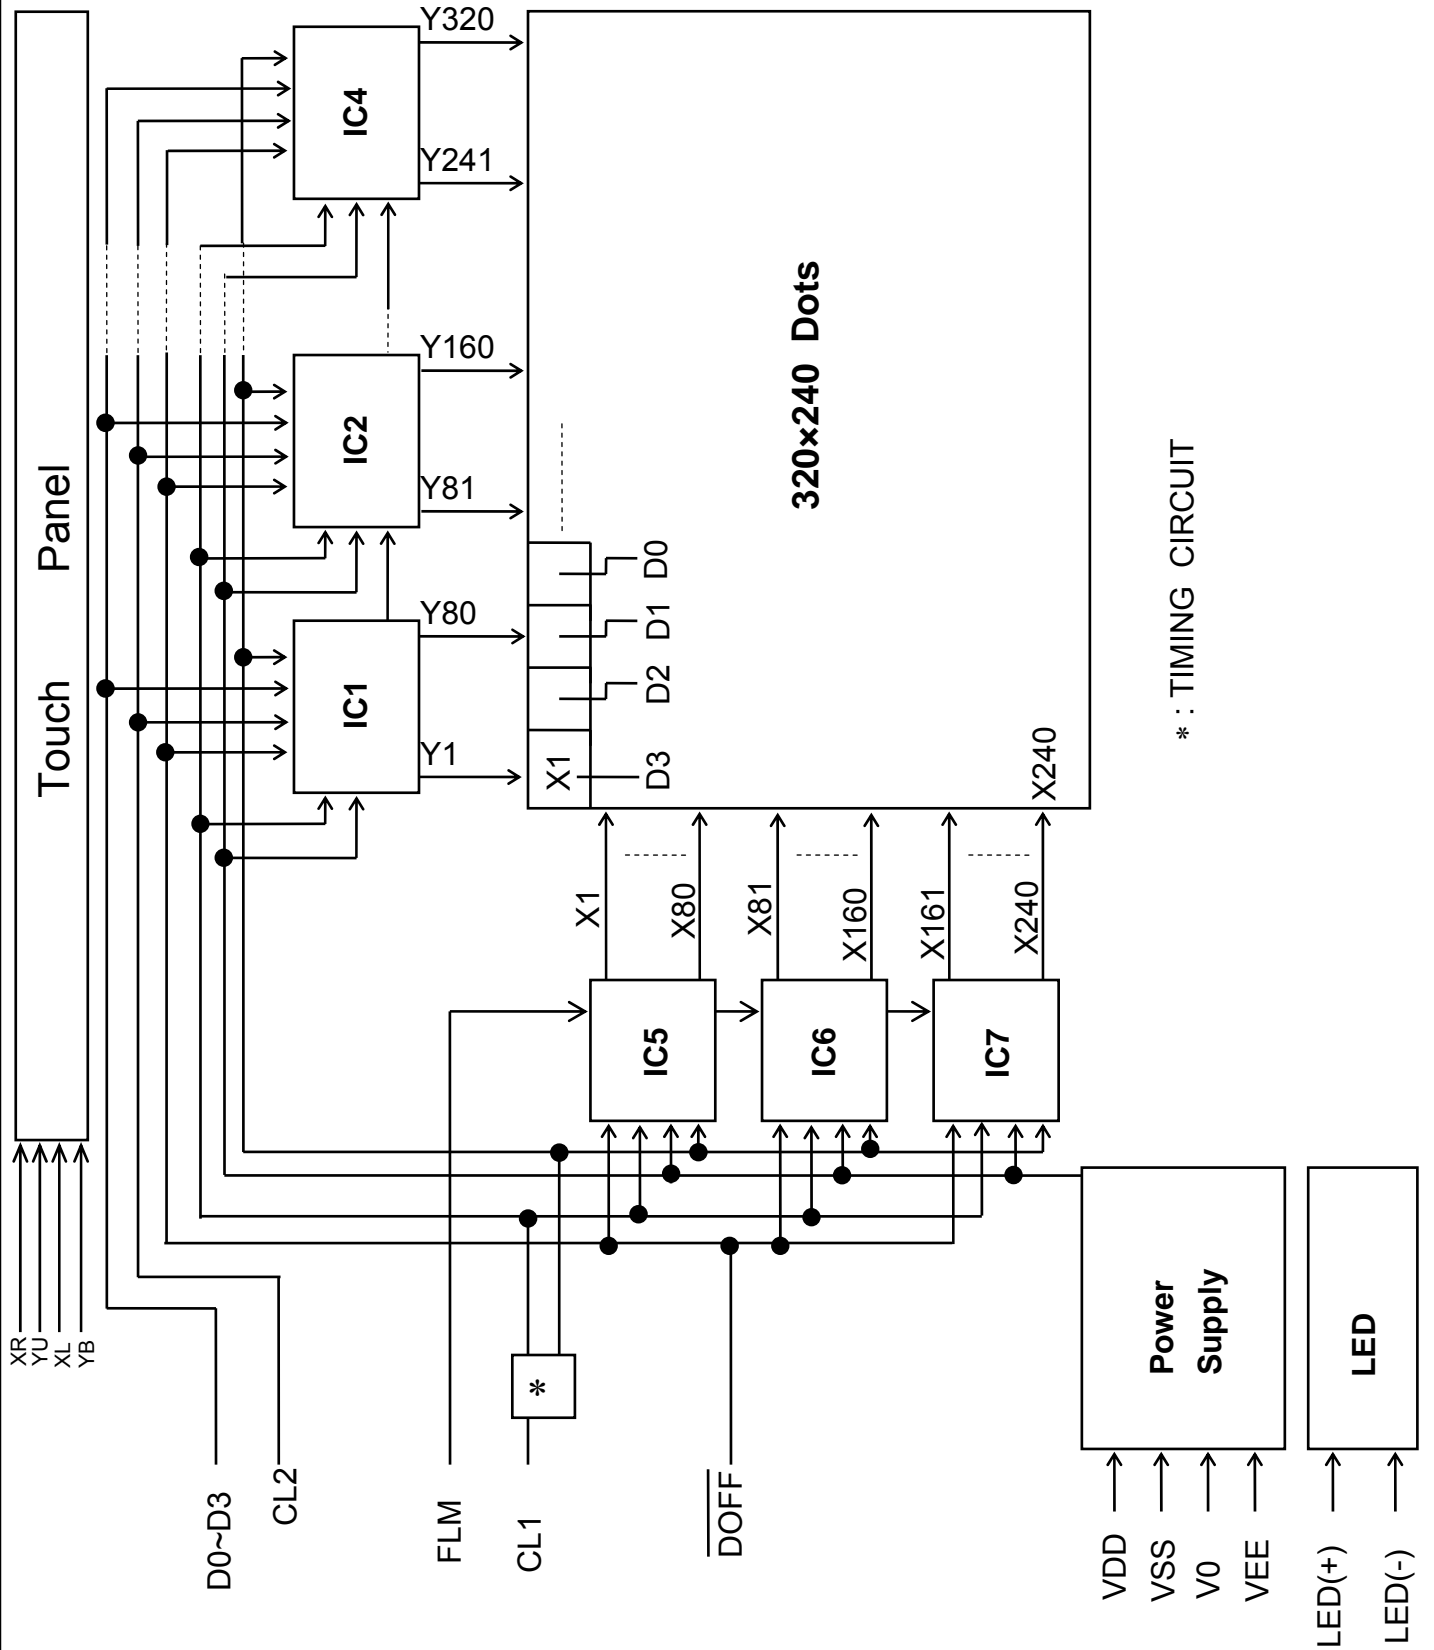 Touch Panel
XR
YU
XL
YB
IC1
IC2
IC4
Y1
Y80
Y81
Y160
Y241
Y320
D0~D3
CL2
FLM
CL1
*
DOFF
IC5
IC6
IC7
X1
X80
X81
X160
X161
X240
X1
D3
D2
D1
D0
320×240 Dots
X240
VDD
VSS
V0
VEE
Power
Supply
LED(+)
LED(-)
LED
* : TIMING CIRCUIT